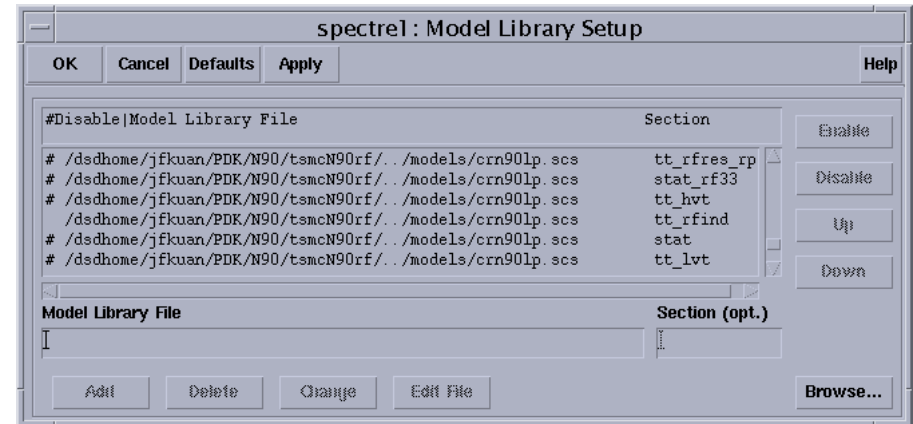 spectre1 : Model Library Setup
OK Cancel Defaults Apply Help
#Disable|Model Library File Section
# /dsdhome/jfkuan/PDK/N90/tsmcN90rf/../models/crn90lp.scs tt_rfres_rp
# /dsdhome/jfkuan/PDK/N90/tsmcN90rf/../models/crn90lp.scs stat_rf33
# /dsdhome/jfkuan/PDK/N90/tsmcN90rf/../models/crn90lp.scs tt_hvt
/dsdhome/jfkuan/PDK/N90/tsmcN90rf/../models/crn90lp.scs tt_rfind
# /dsdhome/jfkuan/PDK/N90/tsmcN90rf/../models/crn90lp.scs stat
# /dsdhome/jfkuan/PDK/N90/tsmcN90rf/../models/crn90lp.scs tt_lvt
Enable
Disable
Up
Down
Model Library File Section (opt.)
Add Delete Change Edit File Browse...